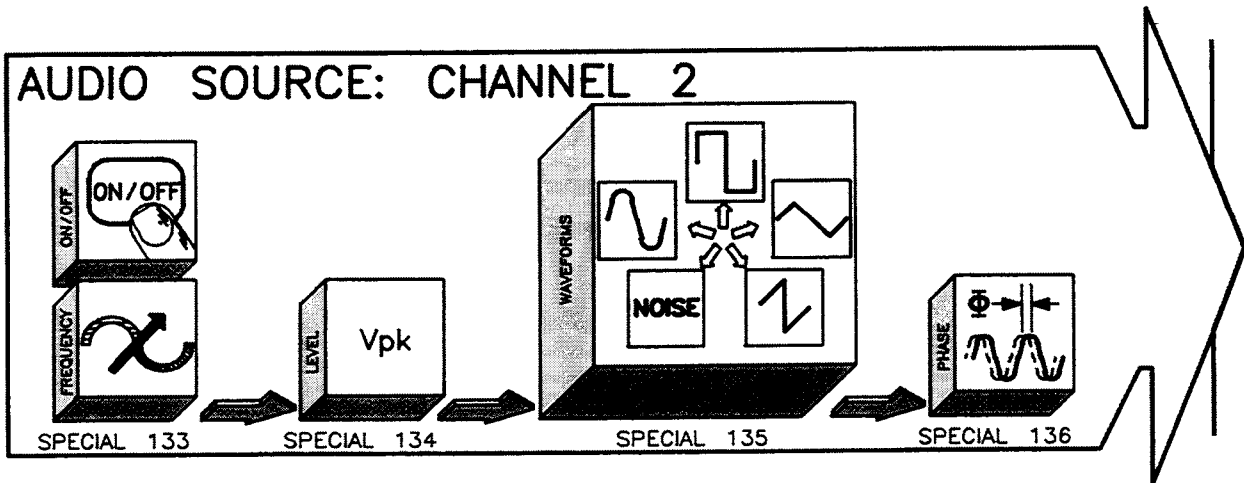 AUDIO SOURCE: CHANNEL 2
ON/OFF
ON/OFF
FREQUENCY
SPECIAL 133
LEVEL
Vpk
SPECIAL 134
WAVEFORMS
NOISE
SPECIAL 135
PHASE
Φ
SPECIAL 136